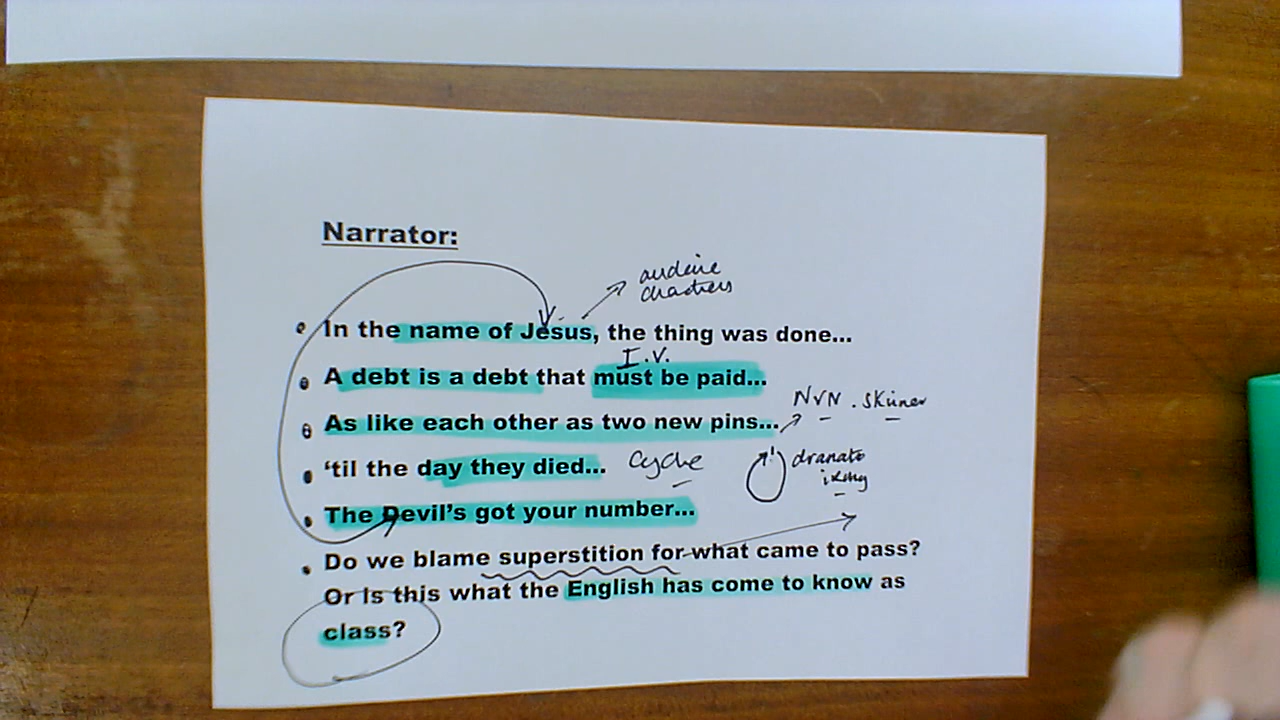 Narrator:
audeine
chacters
In the name of Jesus, the thing was done...
I.V.
A debt is a debt that must be paid...
NVN. Skinner
As like each other as two new pins...
'til the day they died... Cycle
dramatic
irony
The Devil's got your number...
Do we blame superstition for what came to pass?
Or Is this what the English has come to know as
class?